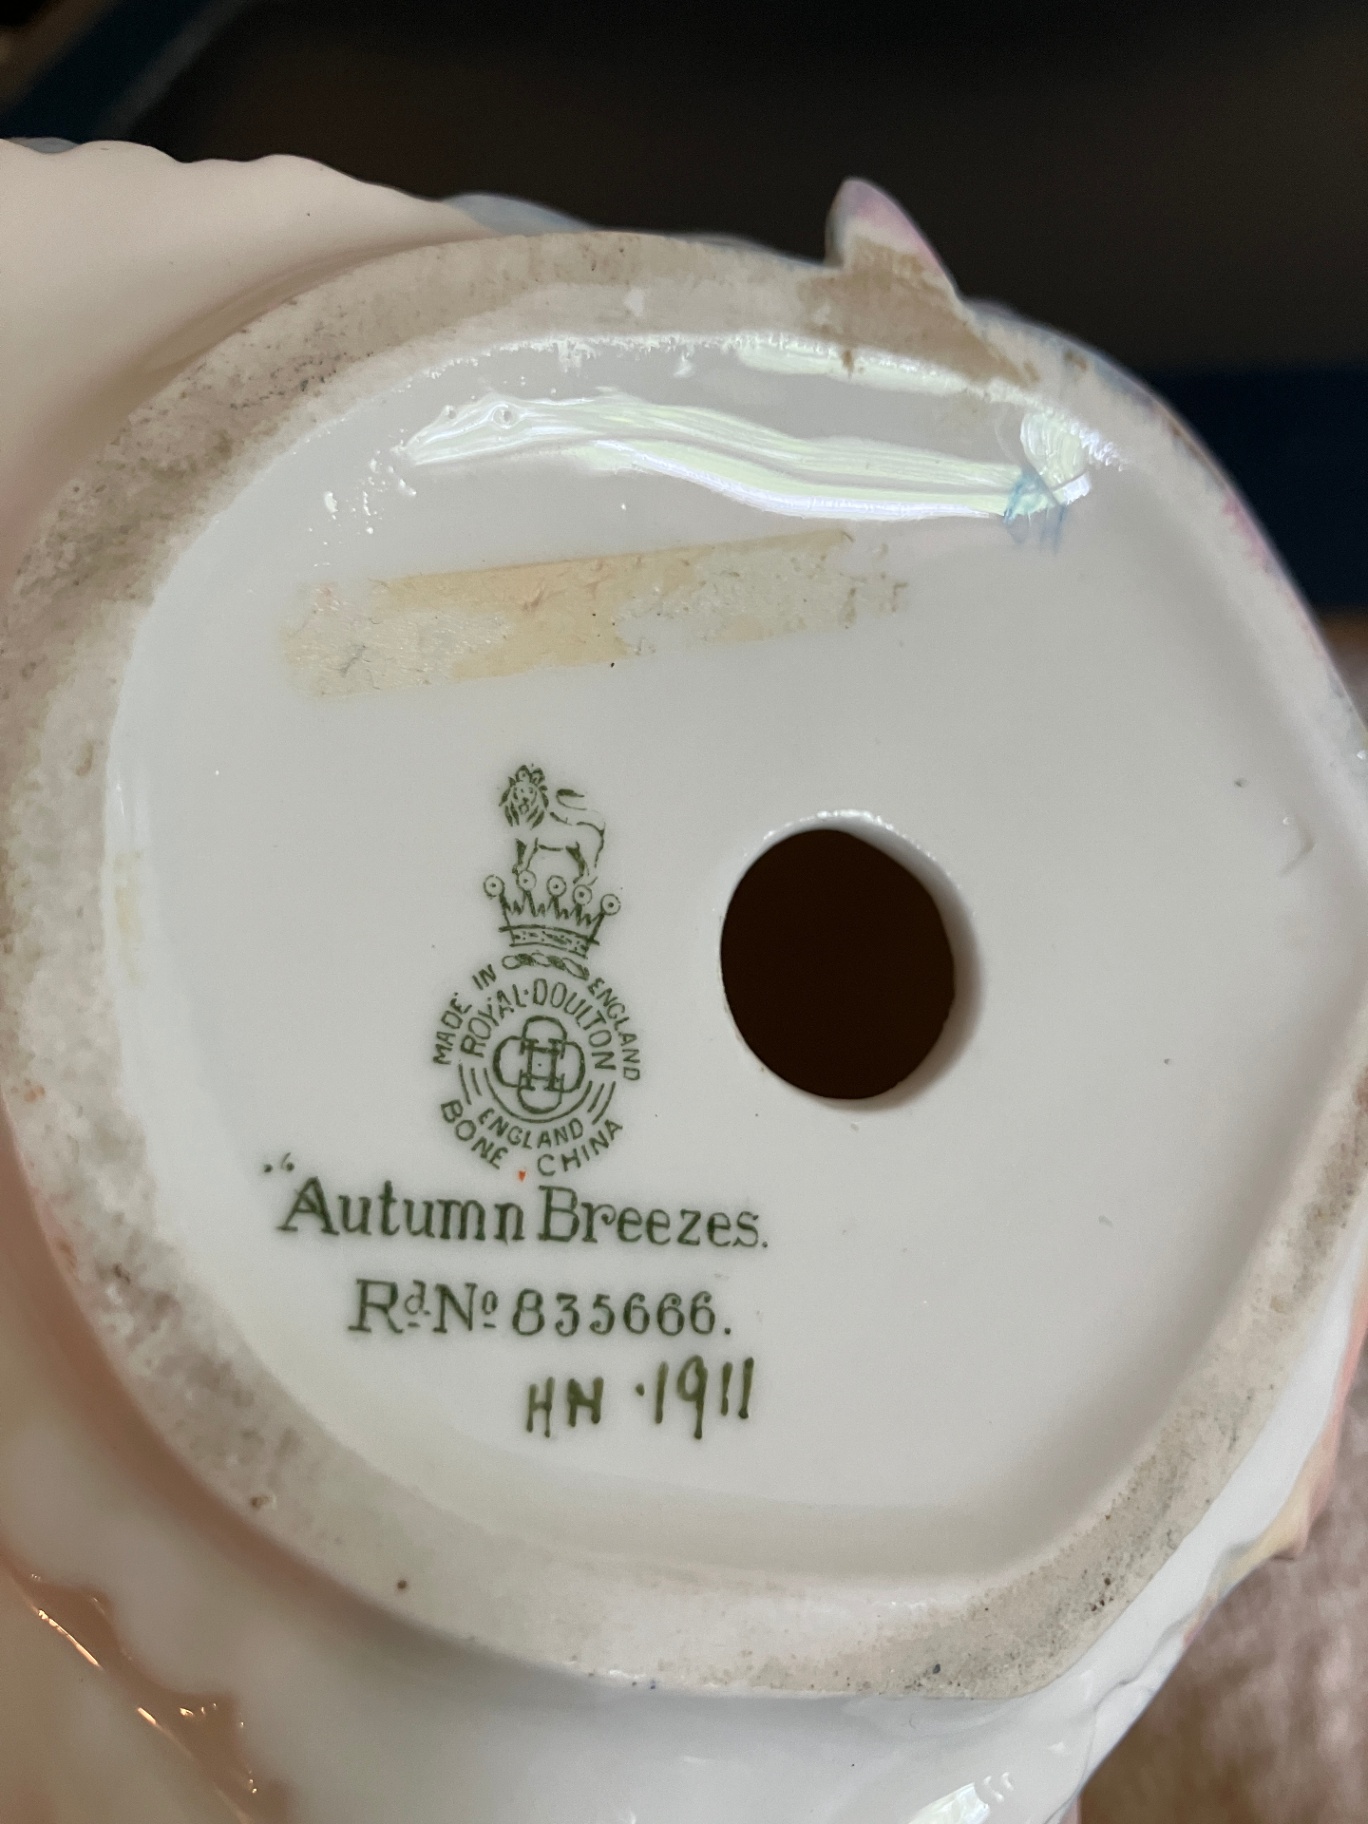 MADE IN ENGLAND
ROYAL·DOULTON
ENGLAND
BONE CHINA
"Autumn Breezes.
Rd. No 835666.
HN ·1911